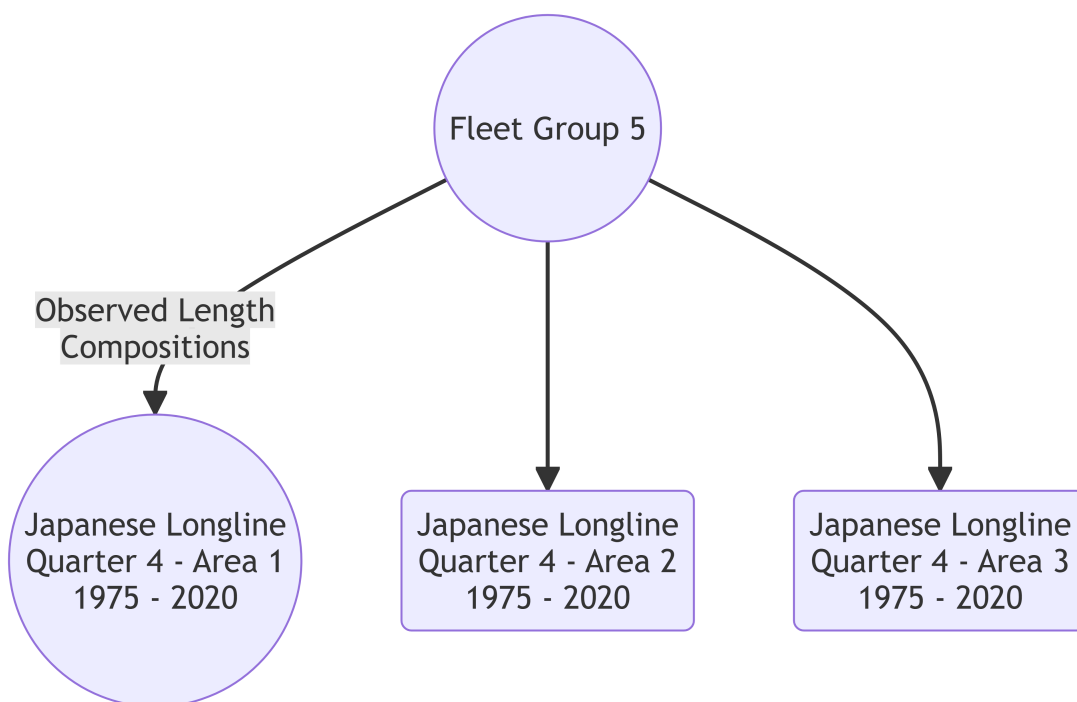 Fleet Group 5
Observed Length
Compositions
Japanese Longline
Quarter 4 - Area 1
1975 - 2020
Japanese Longline
Quarter 4 - Area 2
1975 - 2020
Japanese Longline
Quarter 4 - Area 3
1975 - 2020